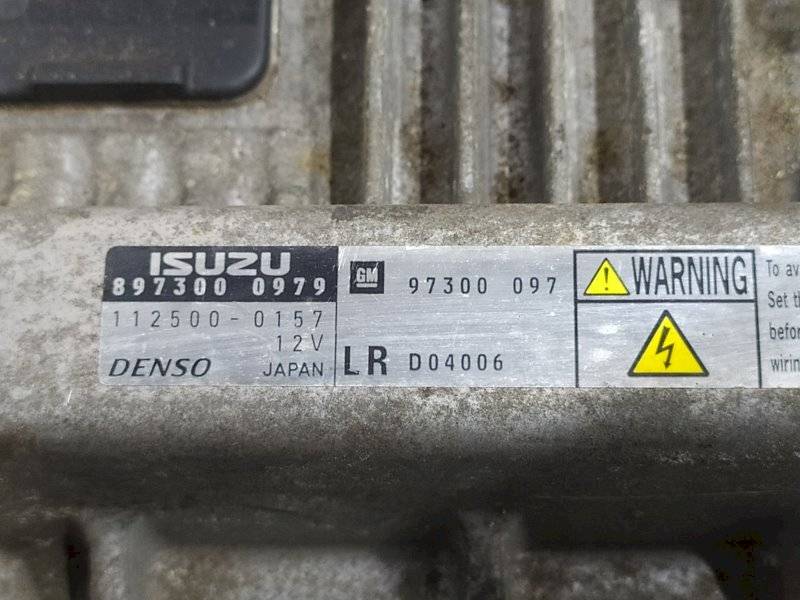 ISUZU
897300 0979
112500-0157
12V
DENSO JAPAN
GM 97300 097
LR D04006
WARNING
To av
Set th
befor
wirin